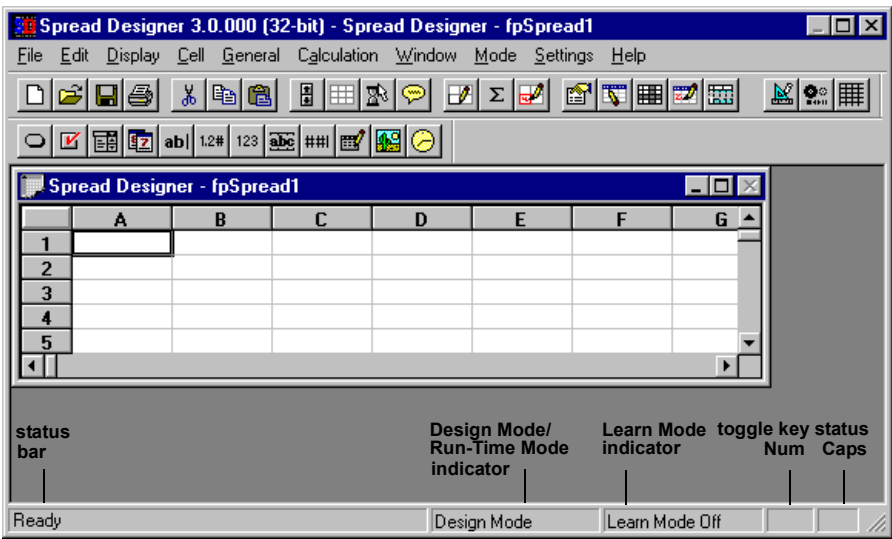 Spread Designer 3.0.000 (32-bit) - Spread Designer - fpSpread1
File Edit Display Cell General Calculation Window Mode Settings Help
Σ
ab| 1.2# 123 abc ##|
Spread Designer - fpSpread1
A B C D E F G
1
2
3
4
5
status bar
Design Mode/
Run-Time Mode
indicator
Learn Mode
indicator
toggle key status
Num Caps
Ready Design Mode Learn Mode Off